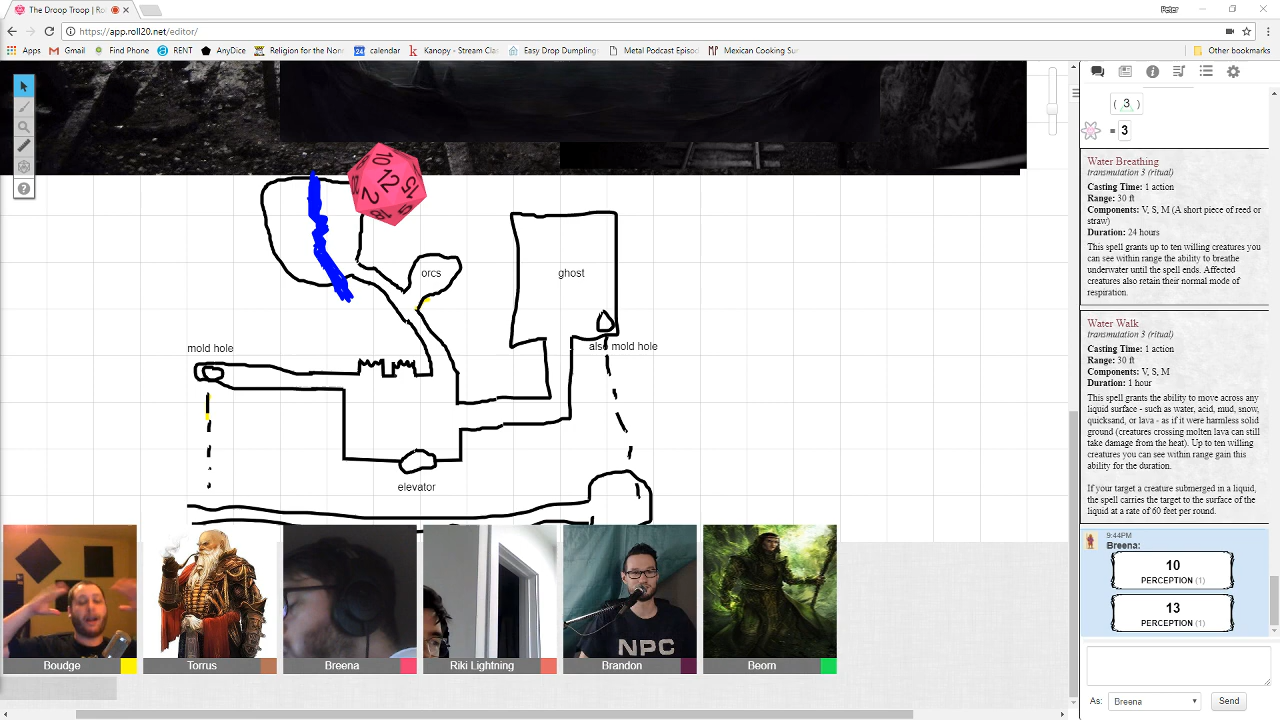 The Droop Troop | Ro
Peter
https://app.roll20.net/editor/
Apps
Gmail
Find Phone
RENT
AnyDice
Religion for the Non
24
calendar
k
Kansey - Stream Cla
Easy Drop Dumpling
Metal Podcast Episod
Mexican Cooking Su
Other bookmarks
( 3 )
= 3
Water Breathing
transmutation 3 (ritual)
Casting Time: 1 action
Range: 30 ft
Components: V, S, M (A short piece of reed or
straw)
Duration: 24 hours
This spell grants up to ten willing creatures you
can see within range the ability to breathe
underwater until the spell ends. Affected
creatures also retain their normal mode of
respiration.
Water Walk
transmutation 3 (ritual)
Casting Time: 1 action
Range: 30 ft
Components: V, S, M
Duration: 1 hour
This spell grants the ability to move across any
liquid surface - such as water, acid, mud, snow,
quicksand, or lava - as if it were harmless solid
ground (creatures crossing molten lava can still
take damage from the heat). Up to ten willing
creatures you can see within range gain this
ability for the duration.
If your target a creature submerged in a liquid,
the spell carries the target to the surface of the
liquid at a rate of 60 feet per round.
9:44PM
Breena:
10
PERCEPTION (1)
13
PERCEPTION (1)
As:
Breena
Send
10
12
15
2
18
5
orcs
ghost
mold hole
also mold hole
elevator
NPC
Boudge
Torrus
Breena
Riki Lightning
Brandon
Beorn